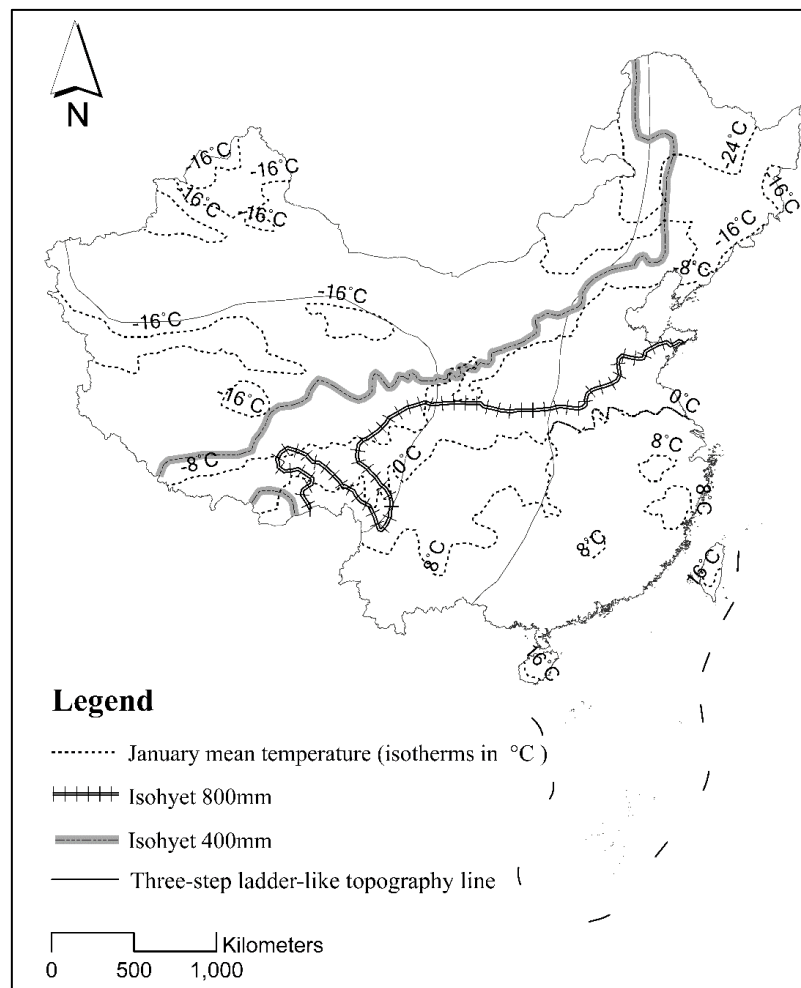 N
-16°C
-16°C
-16°C
-16°C
-24°C
16°C
-16°C
-8°C
-16°C
-16°C
-16°C
0°C
-8°C
0°C
8°C
8°C
8°C
8°C
16°C
16°C
Legend
January mean temperature (isotherms in °C )
Isohyet 800mm
Isohyet 400mm
Three-step ladder-like topography line
Kilometers
0 500 1,000